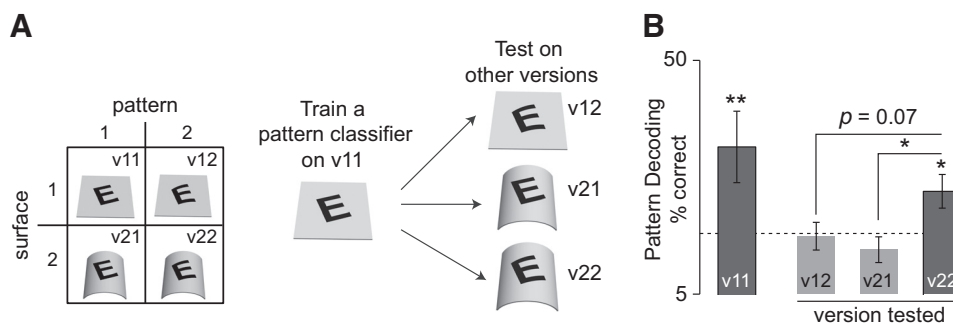 A
pattern
1 2
surface
1
v11 v12
E E
2
v21 v22
E E
Train a
pattern classifier
on v11
E
Test on
other versions
E v12
E v21
E v22
B
Pattern Decoding
% correct
50
5
**
p = 0.07
*
*
v11 v12 v21 v22
version tested